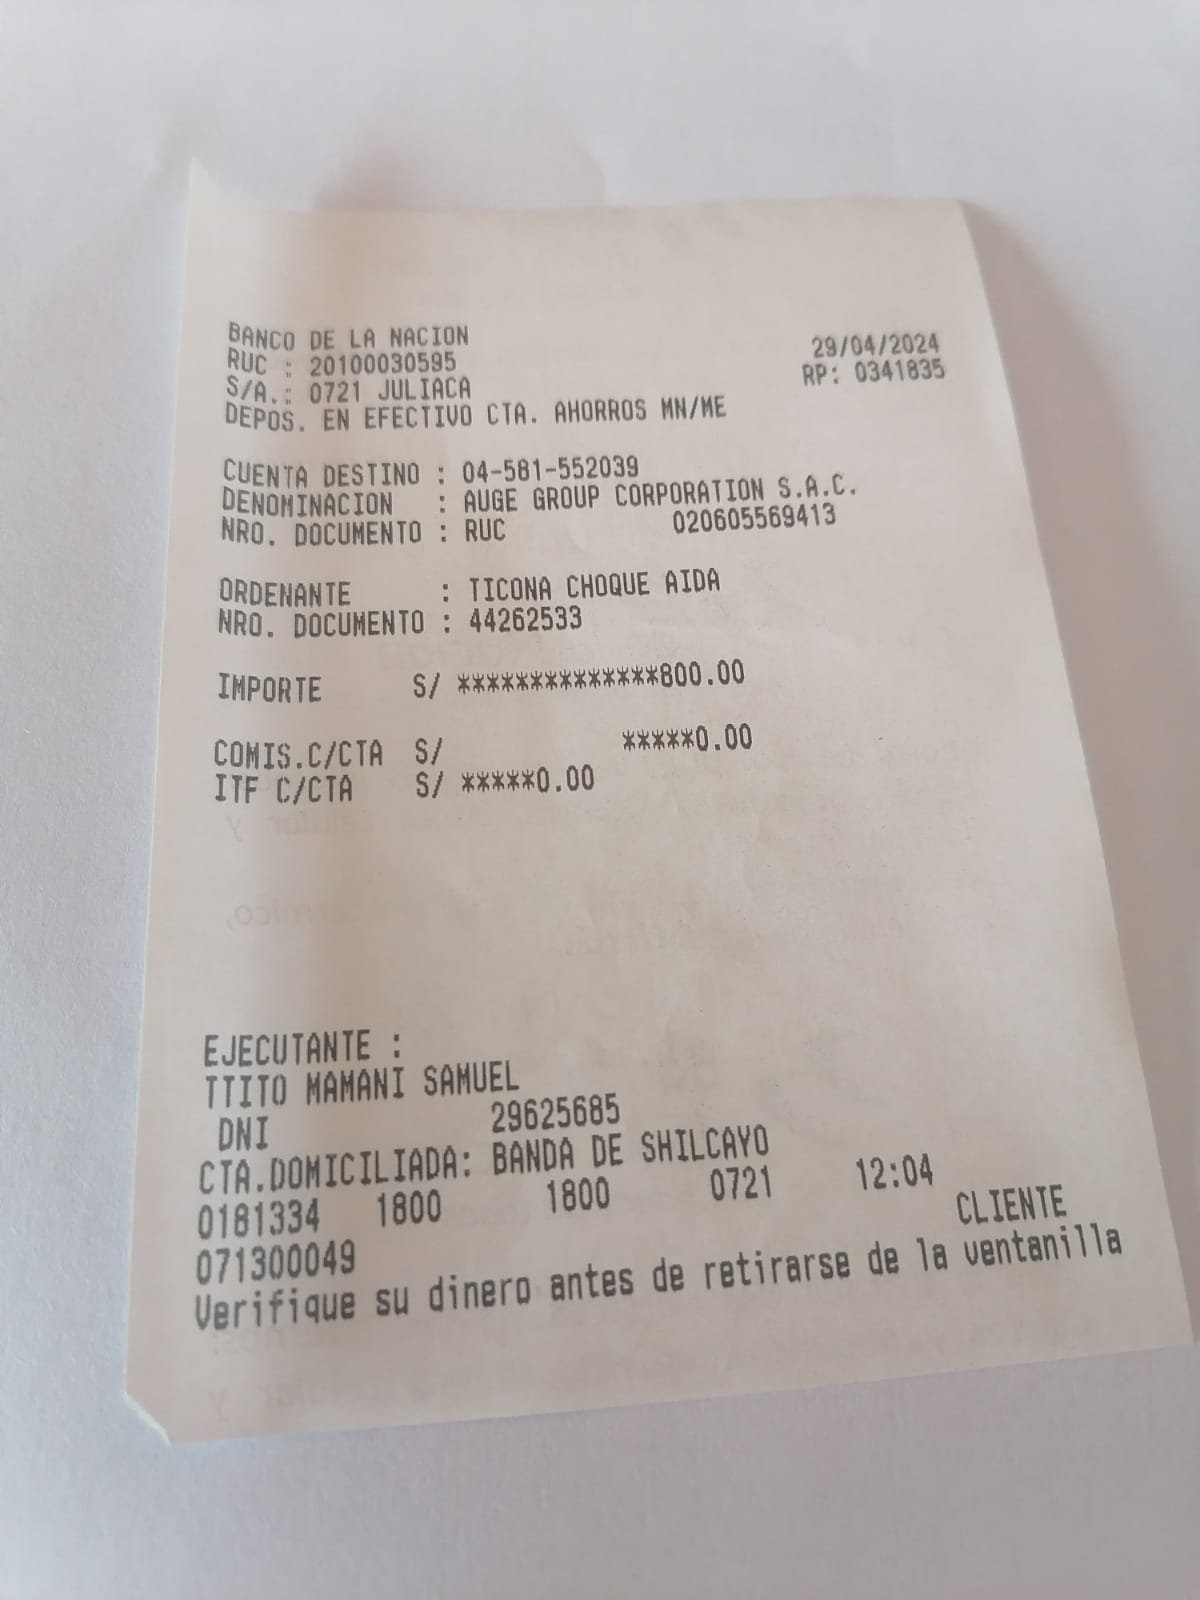 BANCO DE LA NACION
29/04/2024
RUC : 20100030595
RP: 0341835
S/A.: 0721 JULIACA
DEPOS. EN EFECTIVO CTA. AHORROS MN/ME
CUENTA DESTINO : 04-581-552039
DENOMINACION : AUGE GROUP CORPORATION S.A.C.
NRO. DOCUMENTO : RUC 020605569413
ORDENANTE : TICONA CHOQUE AIDA
NRO. DOCUMENTO : 44262533
IMPORTE S/ **************800.00
COMIS.C/CTA S/ *****0.00
ITF C/CTA S/ *****0.00
EJECUTANTE :
TTITO MAMANI SAMUEL
DNI 29625685
CTA.DOMICILIADA: BANDA DE SHILCAYO
0181334 1800 1800 0721 12:04
071300049 CLIENTE
Verifique su dinero antes de retirarse de la ventanilla